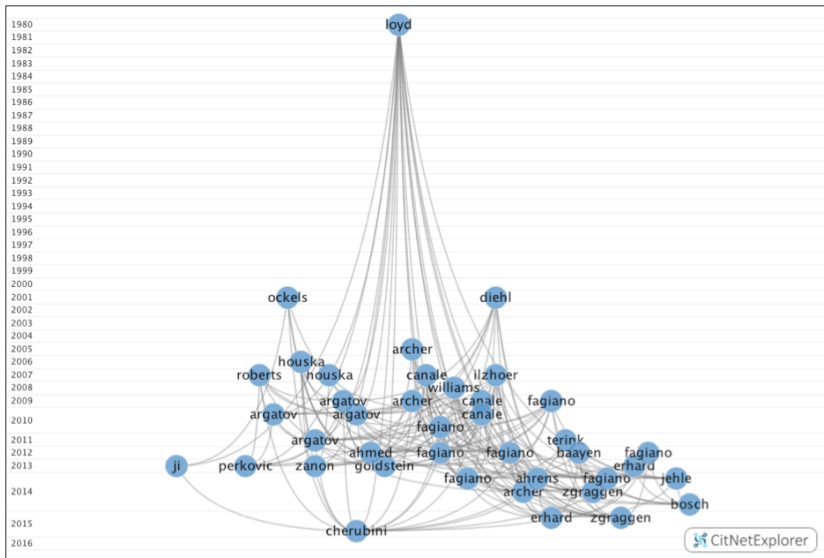 1980
loyd
1981
1982
1983
1984
1985
1986
1987
1988
1989
1990
1991
1992
1993
1994
1995
1996
1997
1998
1999
2000
2001
ockels diehl
2002
2003
2004
2005
archer
2006
houska
2007
roberts nouska canale ilzhoer
2008
williams
2009
argatov archer canale fagiano
argatov argatov canale
2010
fagiano
2011
argatov terink
2012
ahmed fagiano fagiano baayen fagiano
2013
ji perkovic zanon goldstein erhard
fagiano ahrens fagiano jehle
2014
archer zgraggen
bosch
erhard zgraggen
2015
cherubini
2016
CitNetExplorer